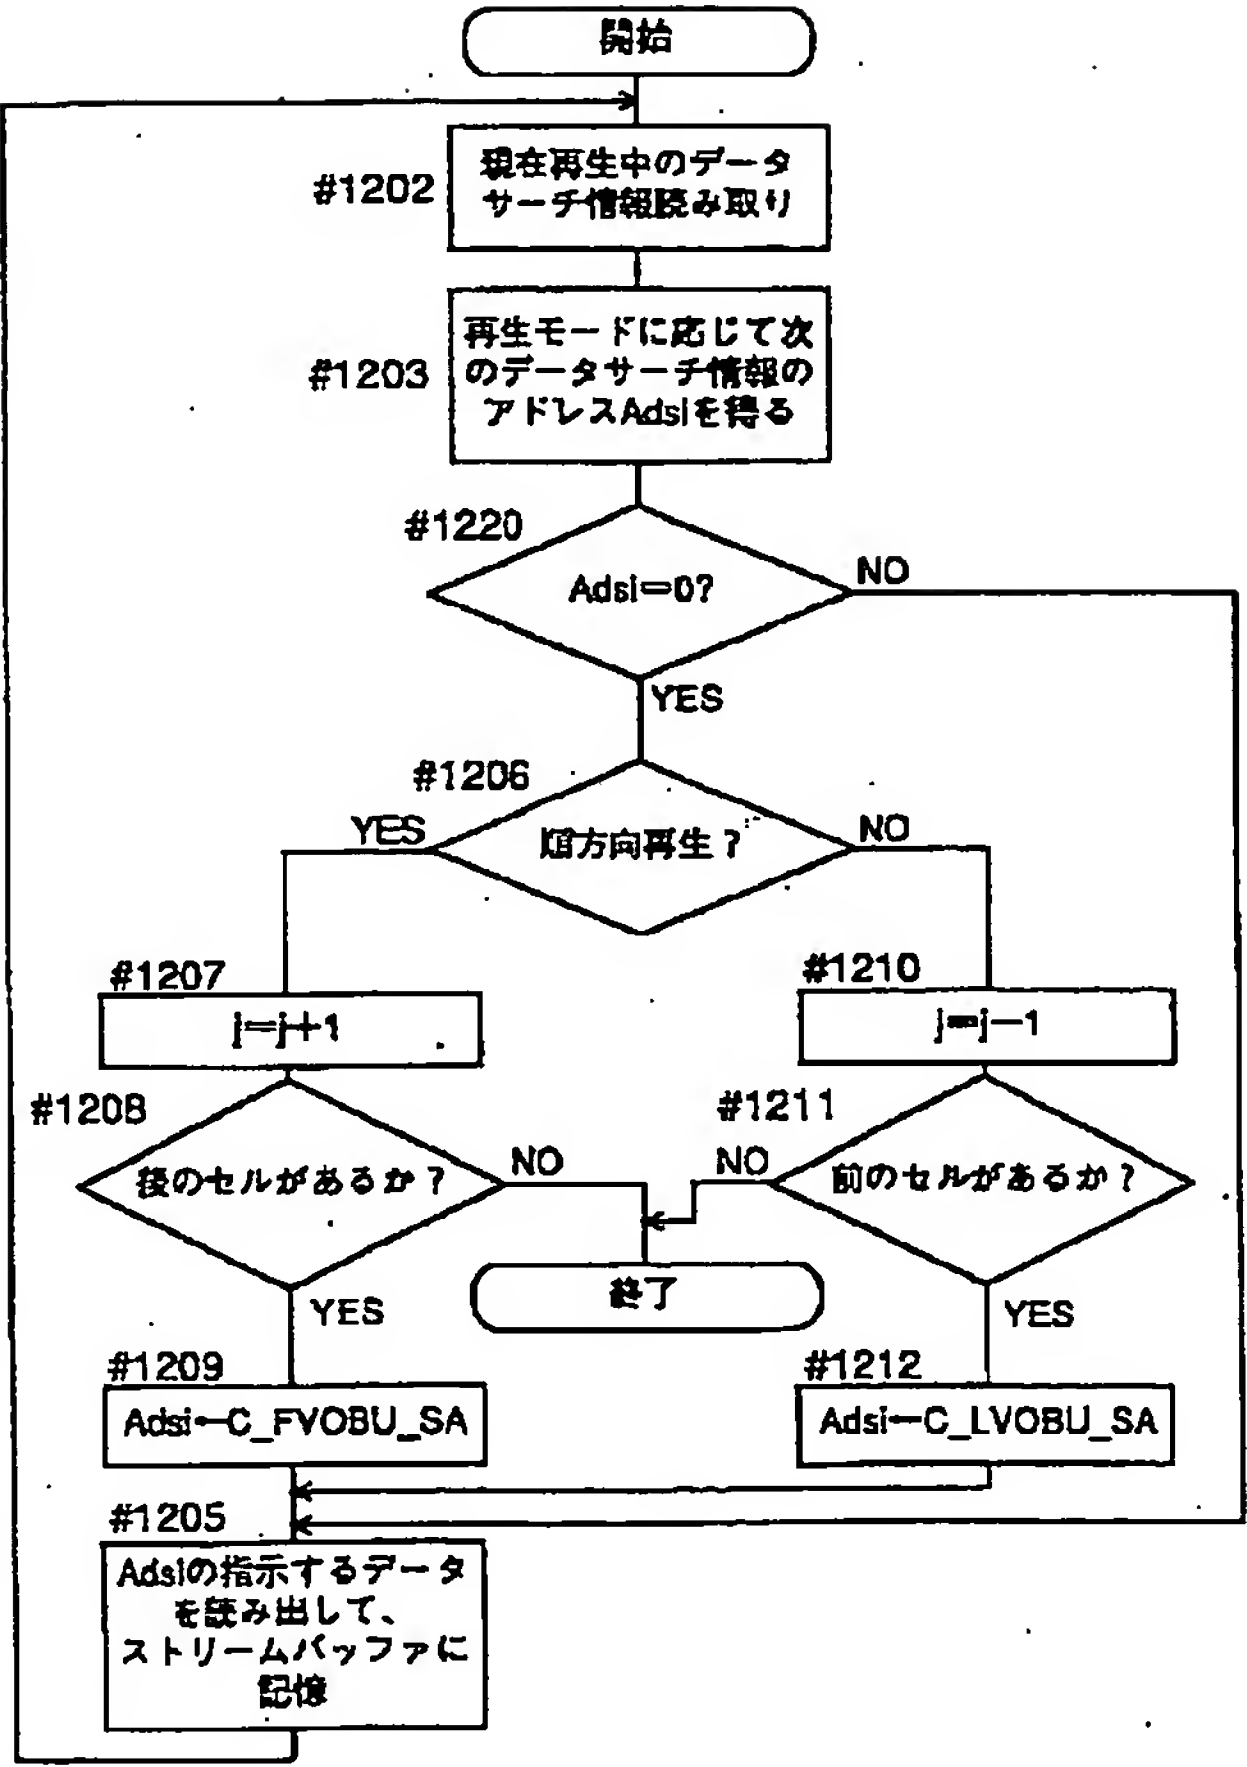 開始
#1202
現在再生中のデータ
サーチ情報読み取り
#1203
再生モードに応じて次
のデータサーチ情報の
アドレスAdsiを得る
#1220
Adsi=0?
NO
YES
#1206
順方向再生?
YES
NO
#1207
j=j+1
#1210
j=j-1
#1208
後のセルがあるか?
NO
#1211
NO
前のセルがあるか?
終了
YES
YES
#1209
Adsi←C_FVOBU_SA
#1212
Adsi←C_LVOBU_SA
#1205
Adsiの指示するデータ
を読み出して、
ストリームバッファに
記憶